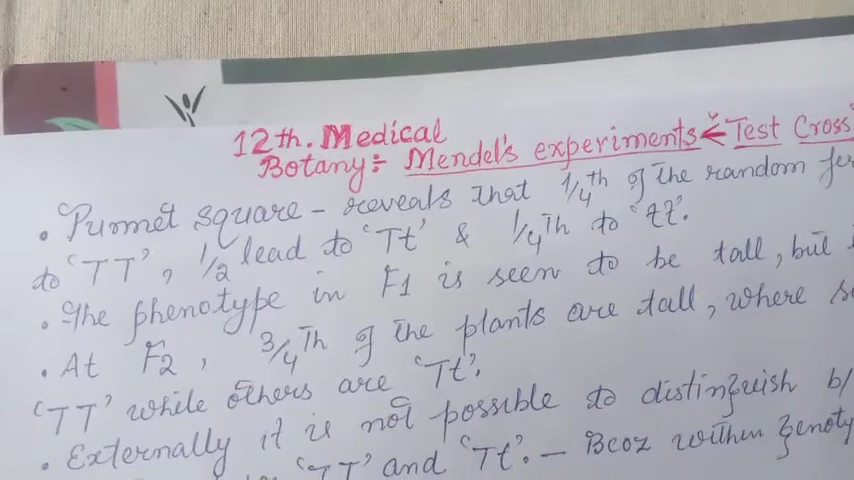 12th. Medical
Botany:- Mendel's experiments < Test Cross
• Punnet square - reveals that 1/4th of the random
to 'TT', 1/2 lead to 'Tt' & 1/4th to 'tt'.
• The phenotype in F1 is seen to be tall, but
• At F2, 3/4th of the plants are tall, where
'TT' while others are 'Tt'.
• Externally it is not possible to distinguish b/
'TT' and 'Tt'. - Bcoz within